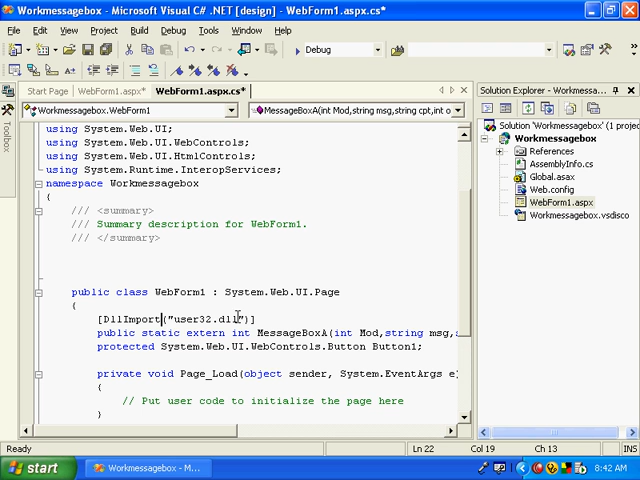 Workmessagebox - Microsoft Visual C# .NET [design] - WebForm1.aspx.cs*
File Edit View Project Build Debug Tools Window Help
Debug
Start Page WebForm1.aspx* WebForm1.aspx.cs*
Workmessagebox.WebForm1 MessageBoxA(int Mod,string msg,string cpt,int o
Toolbox
using System.Web.UI;
using System.Web.UI.WebControls;
using System.Web.UI.HtmlControls;
using System.Runtime.InteropServices;
namespace Workmessagebox
{
/// <summary>
/// Summary description for WebForm1.
/// </summary>
public class WebForm1 : System.Web.UI.Page
{
[DllImport("user32.dll")]
public static extern int MessageBoxA(int Mod,string msg,s
protected System.Web.UI.WebControls.Button Button1;
private void Page_Load(object sender, System.EventArgs e)
{
// Put user code to initialize the page here
}
Solution Explorer - Workmessa...
Solution 'Workmessagebox' (1 projec
Workmessagebox
References
AssemblyInfo.cs
Global.asax
Web.config
WebForm1.aspx
Workmessagebox.vsdisco
Ready Ln 22 Col 19 Ch 13 INS
start Workmessagebox - M... 8:42 AM